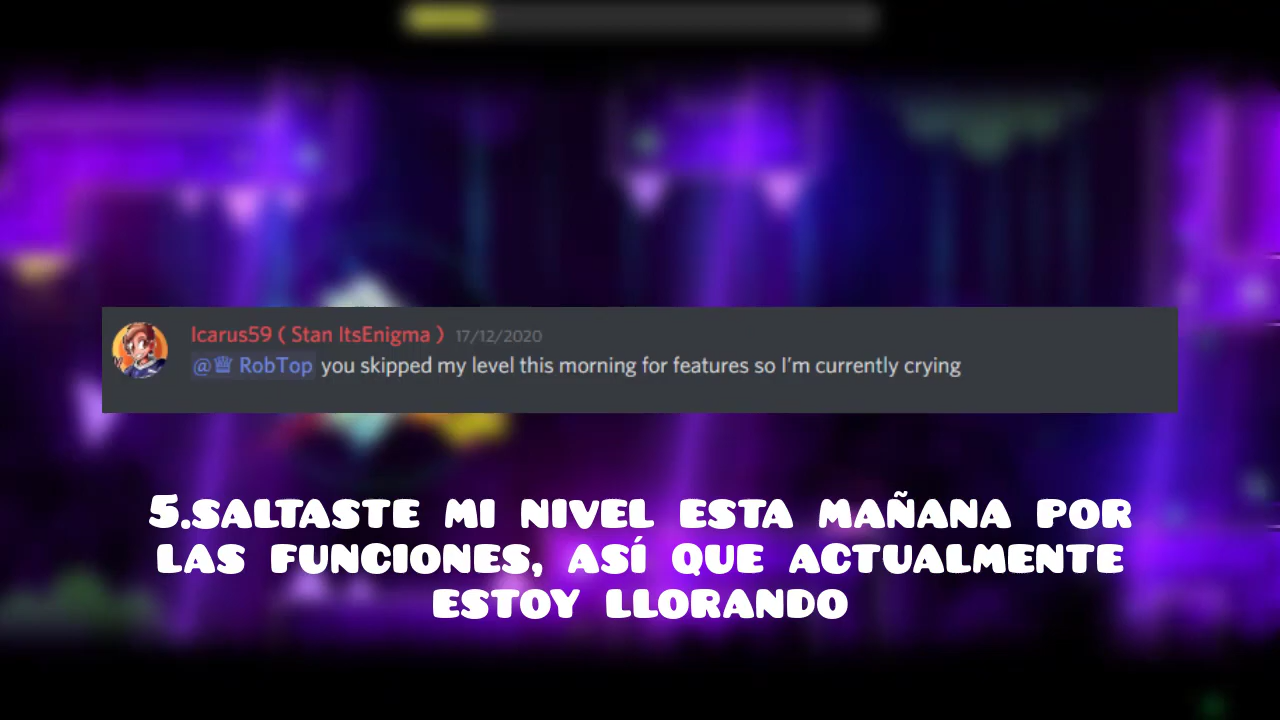 Icarus59 ( Stan ItsEnigma ) 17/12/2020
@♕ RobTop you skipped my level this morning for features so I'm currently crying
5.SALTASTE MI NIVEL ESTA MAÑANA POR
LAS FUNCIONES, ASÍ QUE ACTUALMENTE
ESTOY LLORANDO